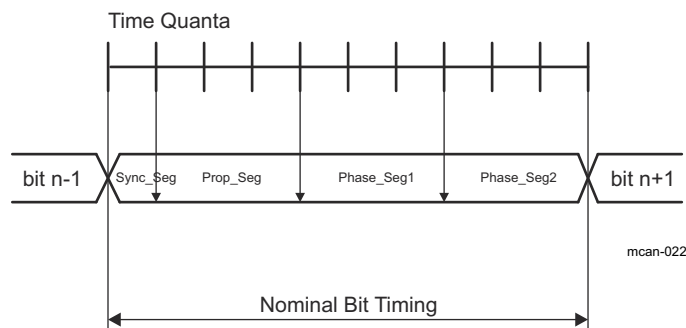 Time Quanta
bit n-1
Sync_Seg
Prop_Seg
Phase_Seg1
Phase_Seg2
bit n+1
mcan-022
Nominal Bit Timing